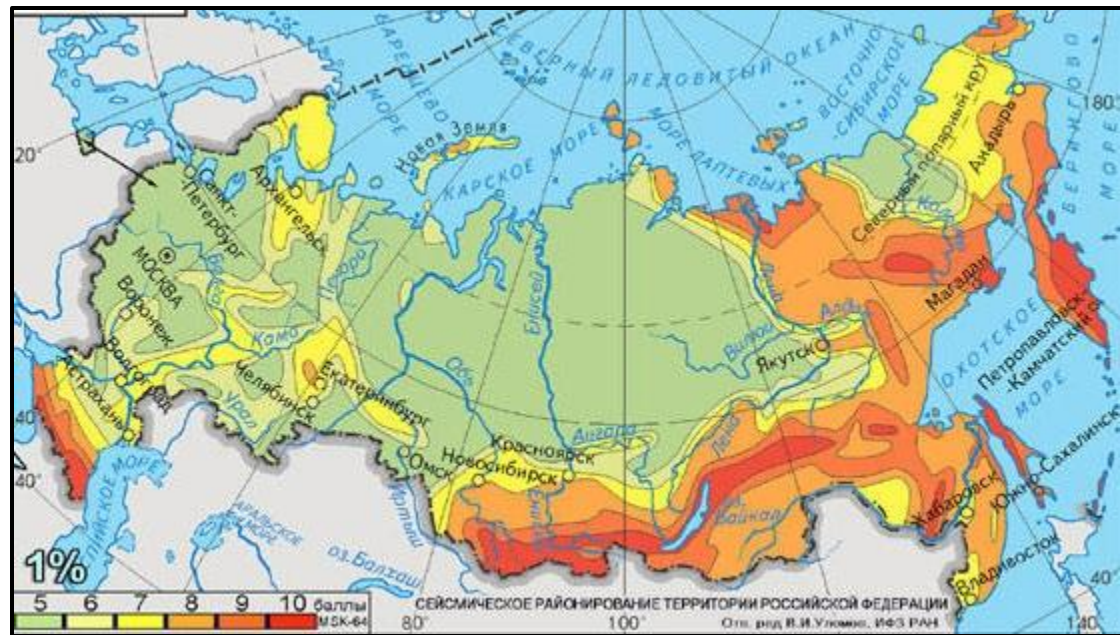 БАРЕНЦЕВО
МОРЕ
СЕВЕРНЫЙ ЛЕДОВИТЫЙ ОКЕАН
ВОСТОЧНО
-СИБИРСКОЕ
МОРЕ
БЕРИНГОВО
МОРЕ
180°
20°
Новая Земля
КАРСКОЕ МОРЕ
МОРЕ ЛАПТЕВЫХ
Северный полярный круг
Анадырь
Санкт-
-Петербург
Архангельск
МОСКВА
Печора
Воронеж
Кама
Енисей
Обь
Лена
Вилюй
Алдан
Якутск
Магадан
ОХОТСКОЕ
МОРЕ
Петропавловск
-Камчатский
Волгоград
Астрахань
Челябинск
Екатеринбург
Урал
Омск
Новосибирск
Красноярск
Ангара
Лена
оз.
Байкал
Хабаровск
Южно-Сахалинск
Владивосток
40°
40°
КАСПИЙСКОЕ МОРЕ
АРАЛЬСКОЕ
МОРЕ
оз.Балхаш
Иртыш
1%
5 6 7 8 9 10 баллы
MSK-64
80°
100°
140°
40°
СЕЙСМИЧЕСКОЕ РАЙОНИРОВАНИЕ ТЕРРИТОРИИ РОССИЙСКОЙ ФЕДЕРАЦИИ
Отв. ред В.И.Уломов, ИФЗ РАН